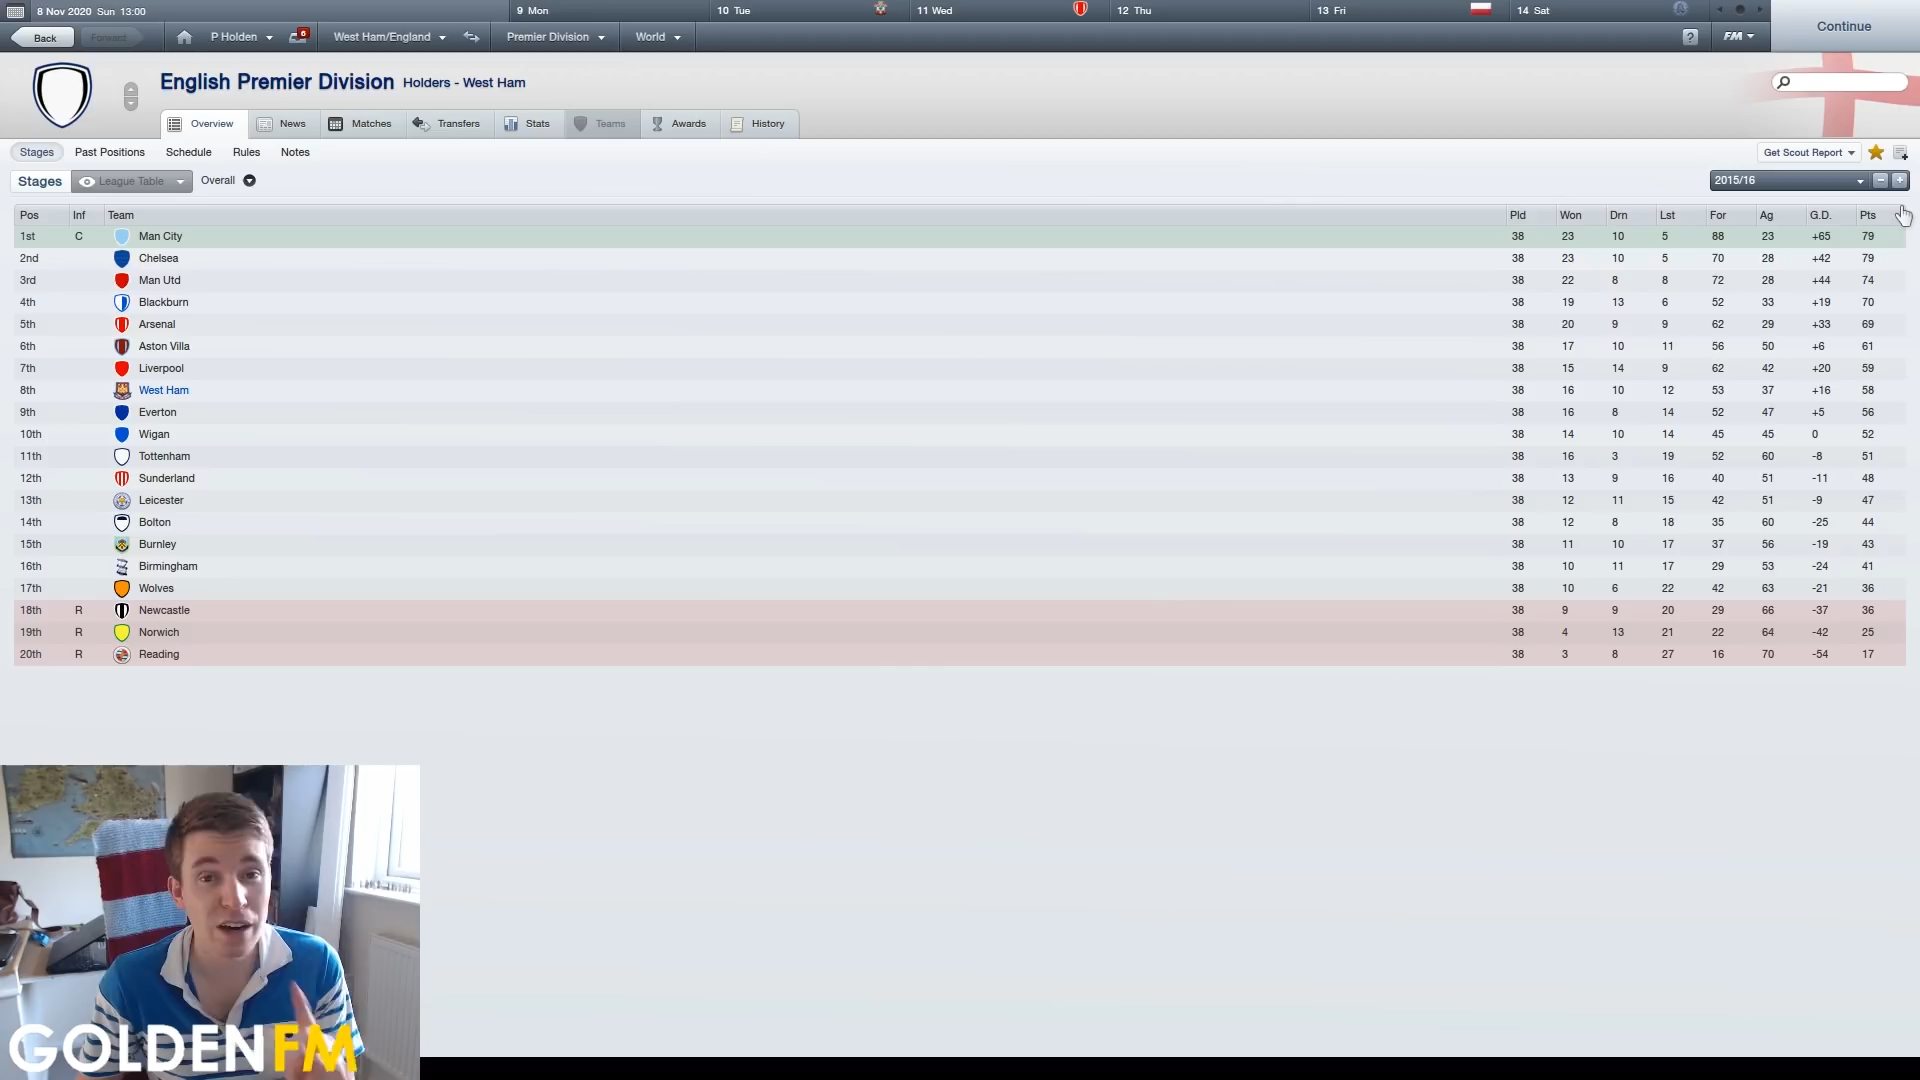 8 Nov 2020 Sun 13:00
9 Mon
10 Tue
11 Wed
12 Thu
13 Fri
14 Sat
Continue
Back
Forward
P Holden
6
West Ham/England
Premier Division
World
?
FM
English Premier Division Holders - West Ham
Overview
News
Matches
Transfers
Stats
Teams
Awards
History
Stages
Past Positions
Schedule
Rules
Notes
Get Scout Report
Stages
League Table
Overall
2015/16
Pos Inf Team Pld Won Drn Lst For Ag G.D. Pts
1st C Man City 38 23 10 5 88 23 +65 79
2nd Chelsea 38 23 10 5 70 28 +42 79
3rd Man Utd 38 22 8 8 72 28 +44 74
4th Blackburn 38 19 13 6 52 33 +19 70
5th Arsenal 38 20 9 9 62 29 +33 69
6th Aston Villa 38 17 10 11 56 50 +6 61
7th Liverpool 38 15 14 9 62 42 +20 59
8th West Ham 38 16 10 12 53 37 +16 58
9th Everton 38 16 8 14 52 47 +5 56
10th Wigan 38 14 10 14 45 45 0 52
11th Tottenham 38 16 3 19 52 60 -8 51
12th Sunderland 38 13 9 16 40 51 -11 48
13th Leicester 38 12 11 15 42 51 -9 47
14th Bolton 38 12 8 18 35 60 -25 44
15th Burnley 38 11 10 17 37 56 -19 43
16th Birmingham 38 10 11 17 29 53 -24 41
17th Wolves 38 10 6 22 42 63 -21 36
18th R Newcastle 38 9 9 20 29 66 -37 36
19th R Norwich 38 4 13 21 22 64 -42 25
20th R Reading 38 3 8 27 16 70 -54 17
GOLDENFM